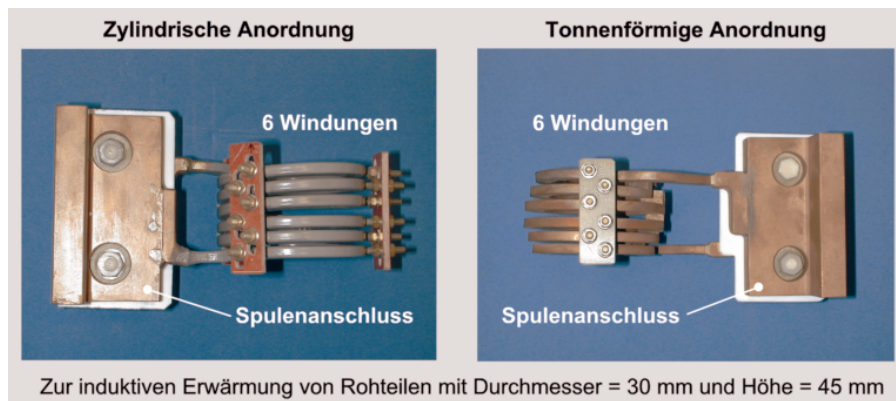 Zylindrische Anordnung
Tonnenförmige Anordnung
6 Windungen
6 Windungen
Spulenanschluss
Spulenanschluss
Zur induktiven Erwärmung von Rohteilen mit Durchmesser = 30 mm und Höhe = 45 mm